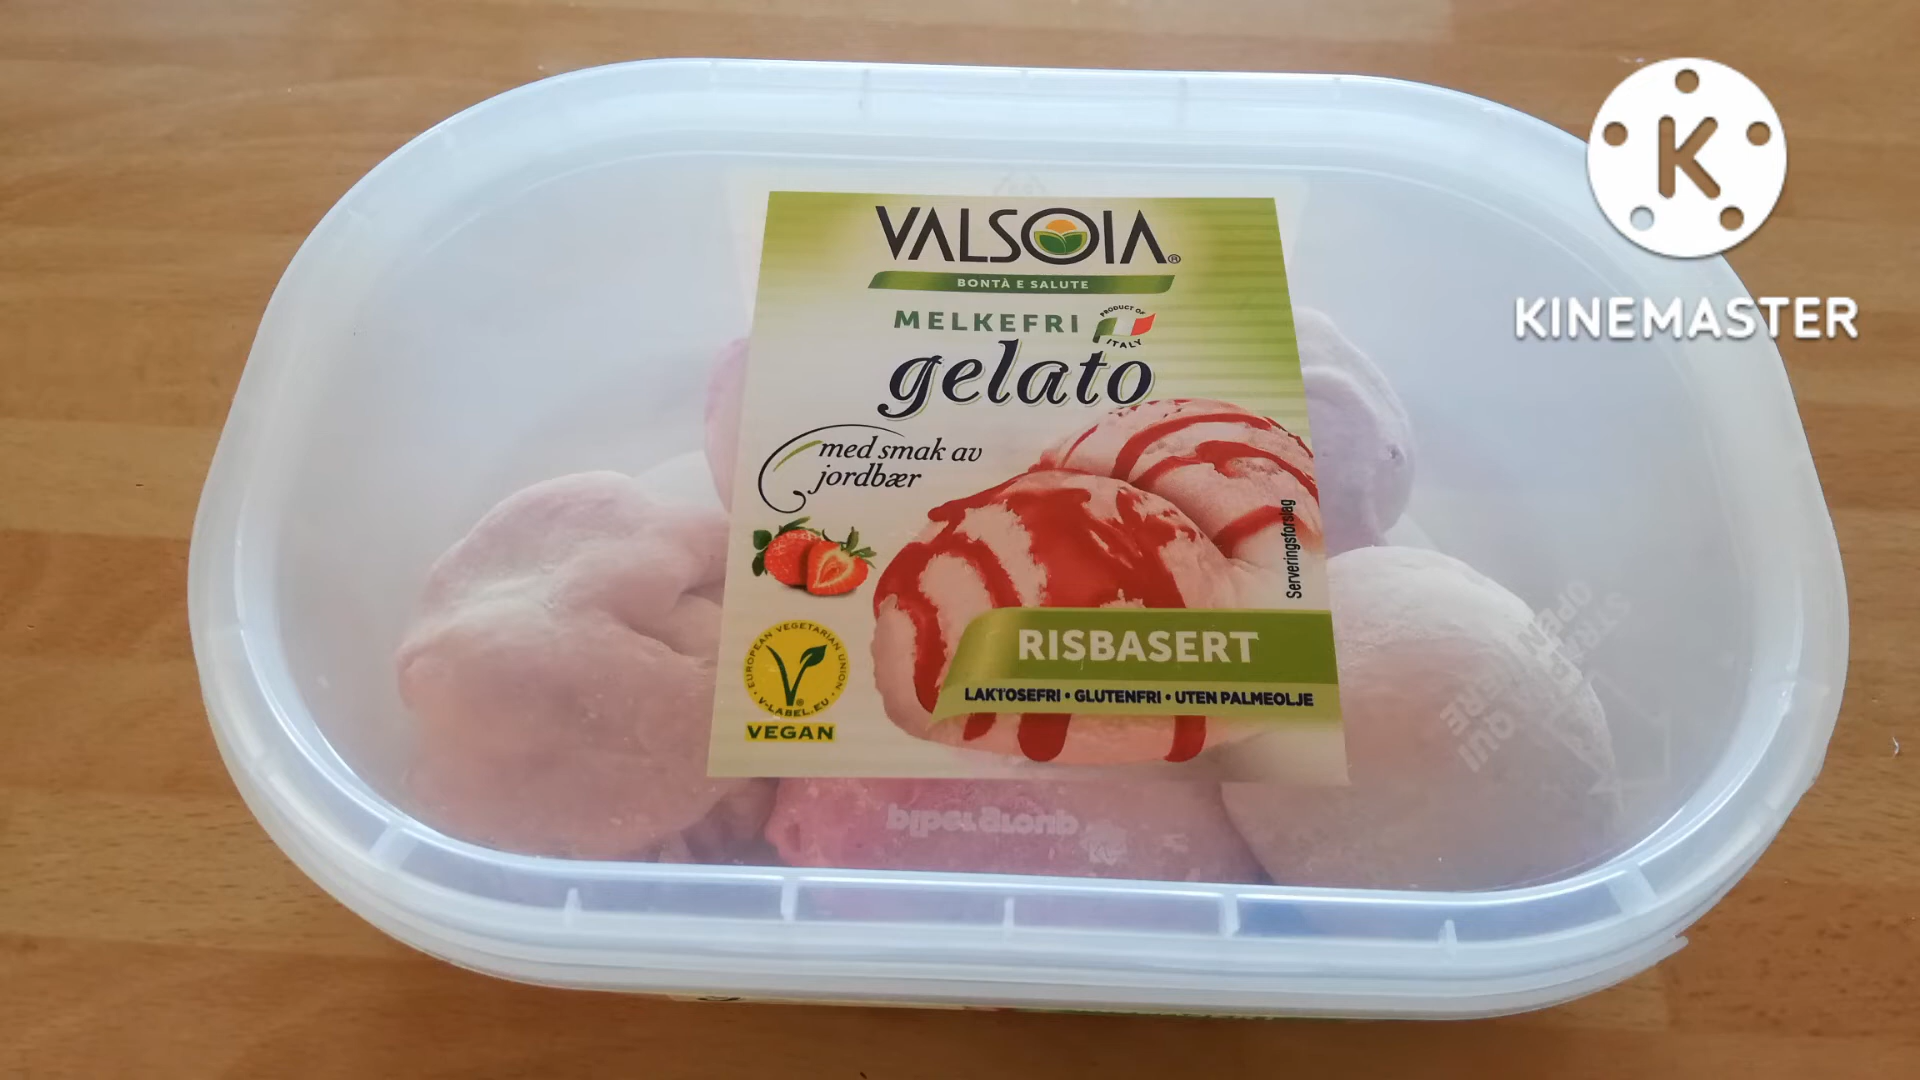 VALSOIA®
BONTÀ E SALUTE
MELKEFRI
PRODUCT OF
ITALY
gelato
med smak av
jordbær
Serveringsforslag
RISBASERT
LAKTOSEFRI • GLUTENFRI • UTEN PALMEOLJE
EUROPEAN VEGETARIAN UNION
V-LABEL.EU
VEGAN
K
KINEMASTER